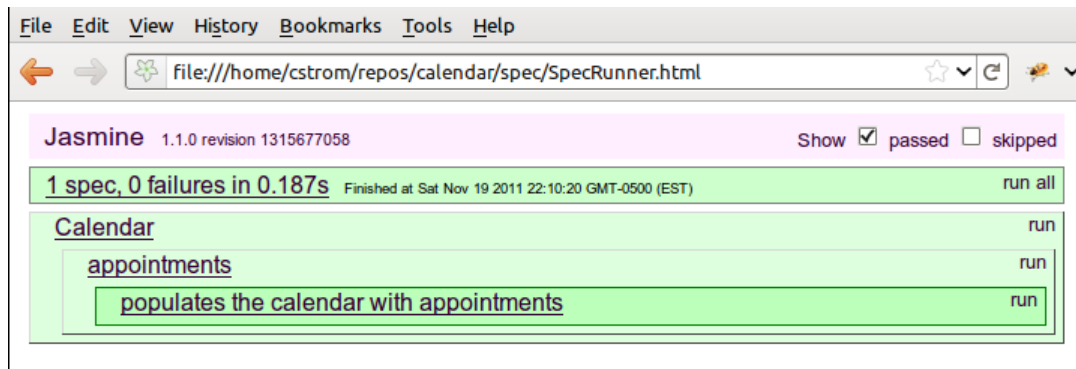 File Edit View History Bookmarks Tools Help
file:///home/cstrom/repos/calendar/spec/SpecRunner.html
Jasmine 1.1.0 revision 1315677058 Show passed skipped
1 spec, 0 failures in 0.187s Finished at Sat Nov 19 2011 22:10:20 GMT-0500 (EST) run all
Calendar run
appointments run
populates the calendar with appointments run